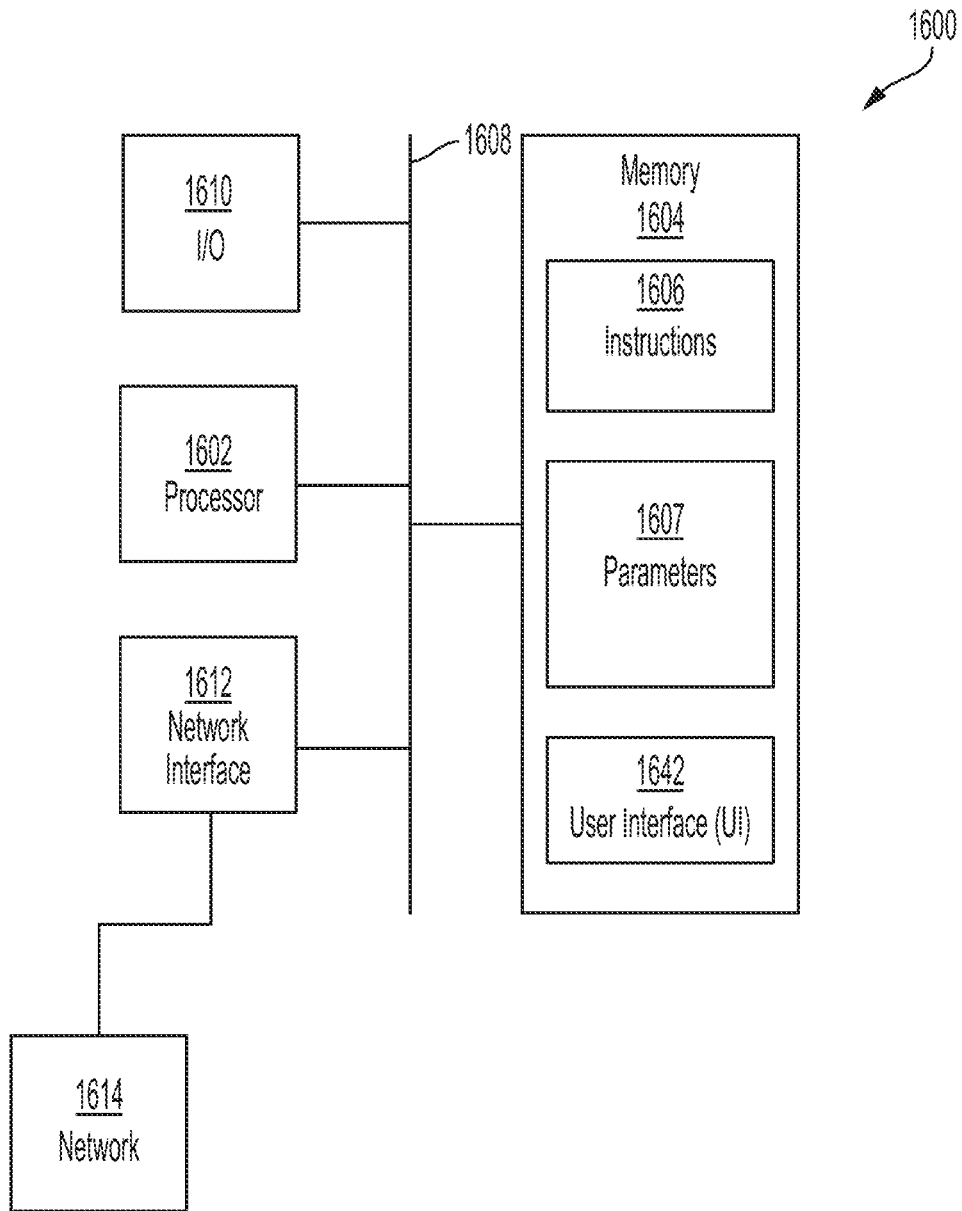 1600
1608
1610
I/O
1602
Processor
1612
Network
Interface
1614
Network
Memory
1604
1606
Instructions
1607
Parameters
1642
User interface (UI)